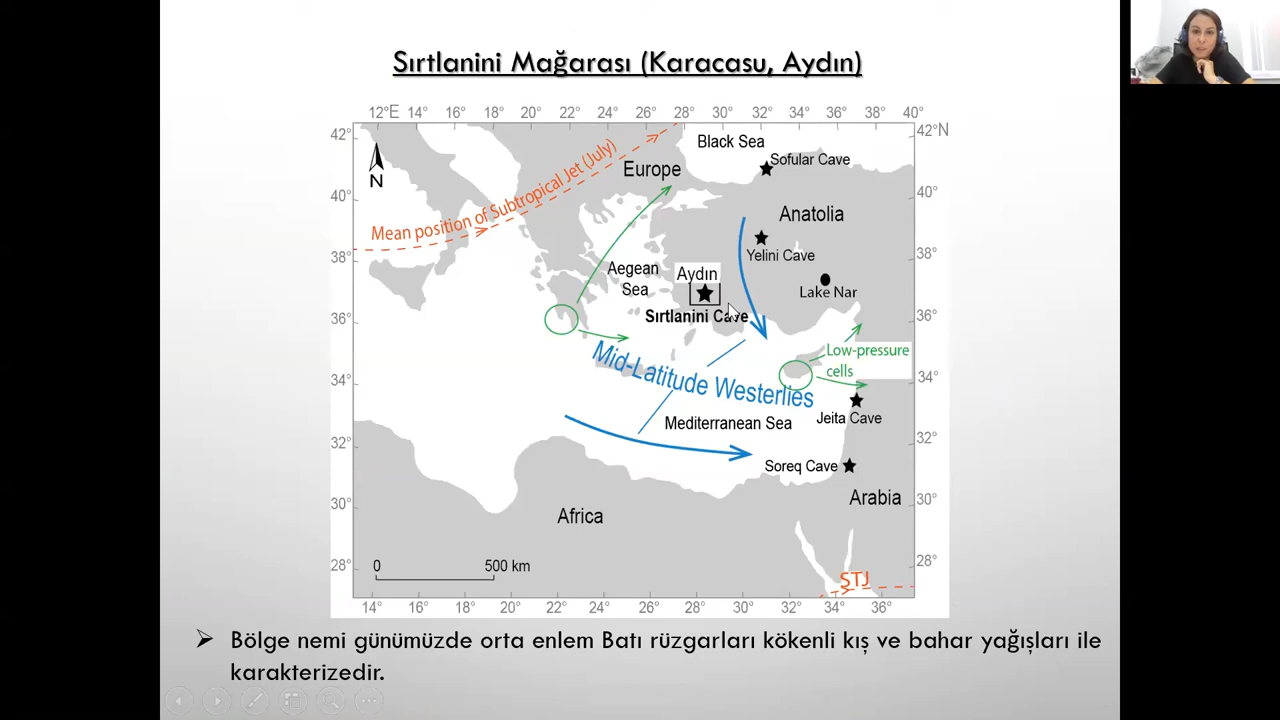 Sırtlanini Mağarası (Karacasu, Aydın)
12°E 14° 16° 18° 20° 22° 24° 26° 28° 30° 32° 34° 36° 38° 40°
42° 42°N
Black Sea
Sofular Cave
Europe
N
Mean position of Subtropical Jet (July)
40° 40°
Anatolia
38° 38°
Yelini Cave
Aegean
Sea
Aydın
Lake Nar
36° 36°
Sırtlanini Cave
Low-pressure
cells
Mid-Latitude Westerlies
34° 34°
Jeita Cave
Mediterranean Sea
32° 32°
Soreq Cave
Arabia
30° 30°
Africa
28° 28°
0 500 km
STJ
14° 16° 18° 20° 22° 24° 26° 28° 30° 32° 34° 36°
➢ Bölge nemi günümüzde orta enlem Batı rüzgarları kökenli kış ve bahar yağışları ile
karakterizedir.